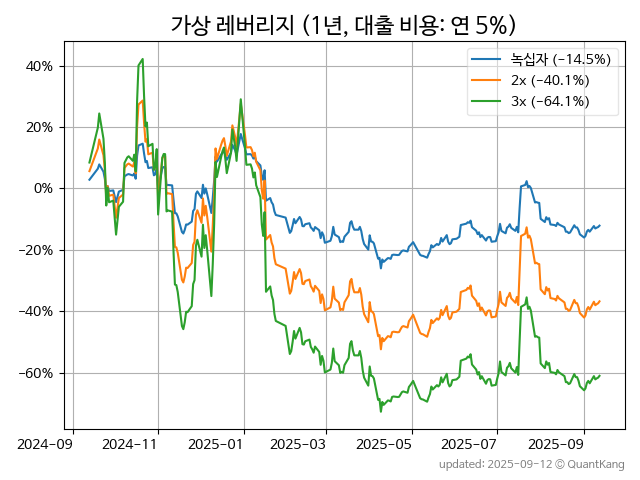 가상 레버리지 (1년, 대출 비용: 연 5%)
녹십자 (-14.5%)
2x (-40.1%)
3x (-64.1%)
40%
20%
0%
-20%
-40%
-60%
2024-09 2024-11 2025-01 2025-03 2025-05 2025-07 2025-09
updated: 2025-09-12 © QuantKang